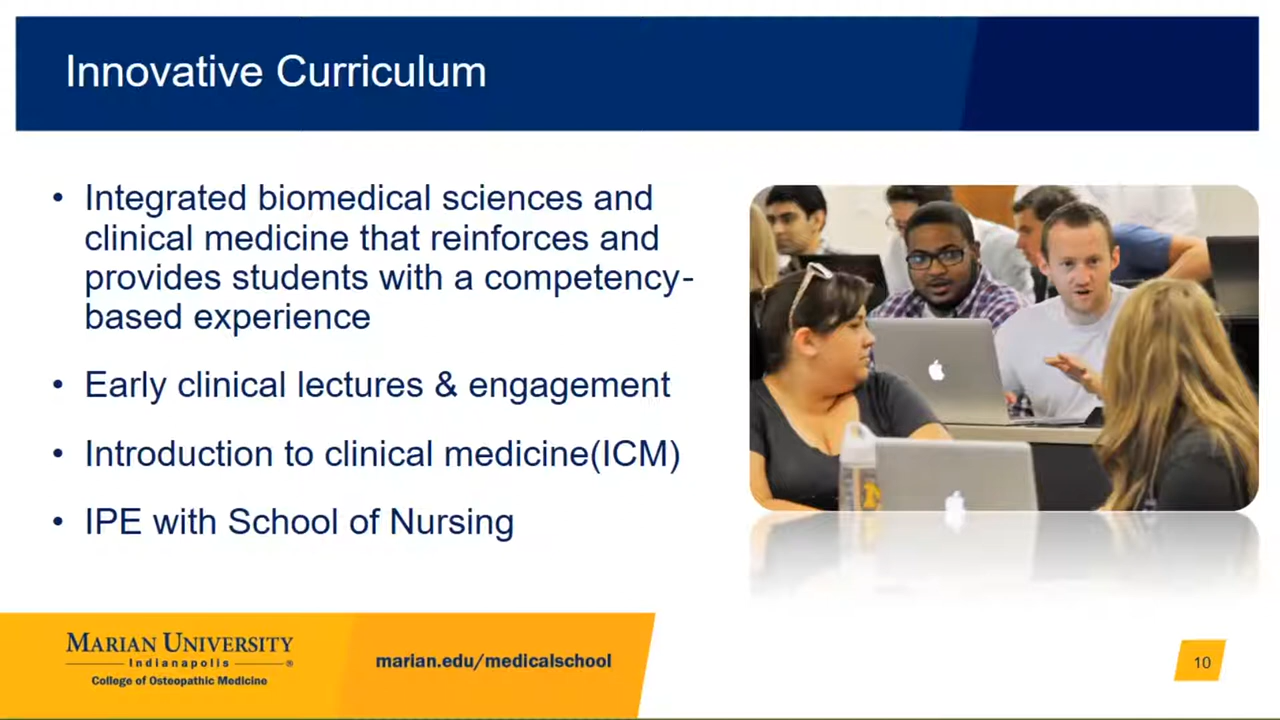 Innovative Curriculum
• Integrated biomedical sciences and
clinical medicine that reinforces and
provides students with a competency-
based experience
• Early clinical lectures & engagement
• Introduction to clinical medicine(ICM)
• IPE with School of Nursing
MARIAN UNIVERSITY
Indianapolis ®
College of Osteopathic Medicine
marian.edu/medicalschool
10